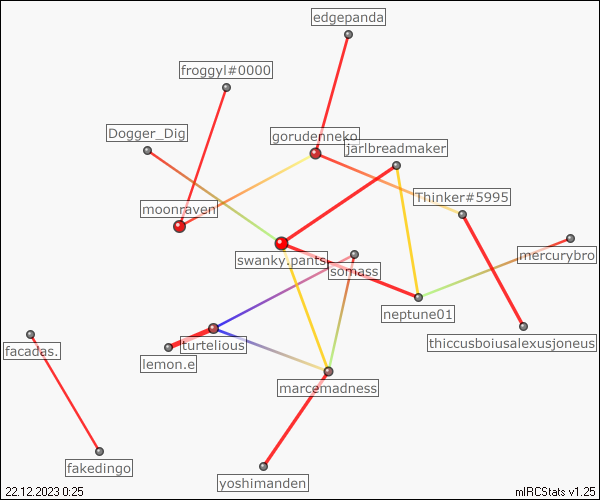 edgepanda
froggyl#0000
Dogger_Dig
gorudenneko
jarlbreadmaker
Thinker#5995
moonraven
swanky.pants
somass
mercurybro
neptune01
turtelious
thiccusboiusalexusjoneus
facadas.
lemon.e
marcemadness
fakedingo
yoshimanden
22.12.2023 0:25
mIRCStats v1.25